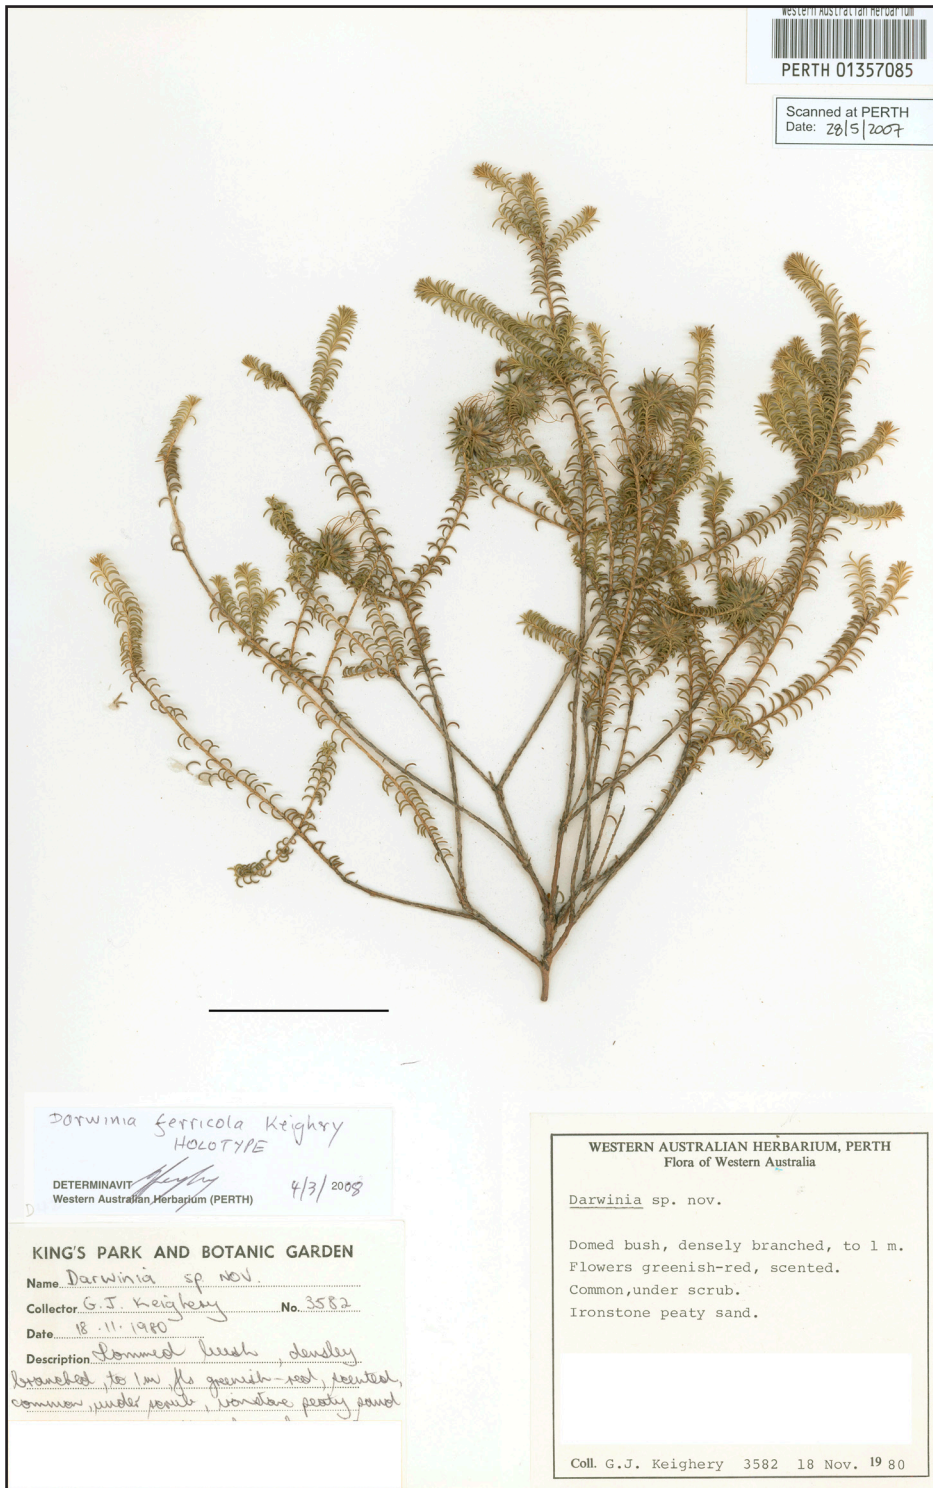 Western Australian Herbarium
PERTH 01357085
Scanned at PERTH
Date: 28/5/2007
Darwinia ferricola Keighery
HOLOTYPE
DETERMINAVIT
4/3/2008
Western Australian Herbarium (PERTH)
D
KING'S PARK AND BOTANIC GARDEN
Name Darwinia sp. NOV.
Collector G.J. Keighery No. 3582
Date 18.11.1980
Description Dommed bush, densley
branched, to 1m, fls greenish-red, scented,
common, under scrub, ironstone peaty sand
WESTERN AUSTRALIAN HERBARIUM, PERTH
Flora of Western Australia
Darwinia sp. nov.
Domed bush, densely branched, to 1 m.
Flowers greenish-red, scented.
Common,under scrub.
Ironstone peaty sand.
Coll. G.J. Keighery 3582 18 Nov. 19 80